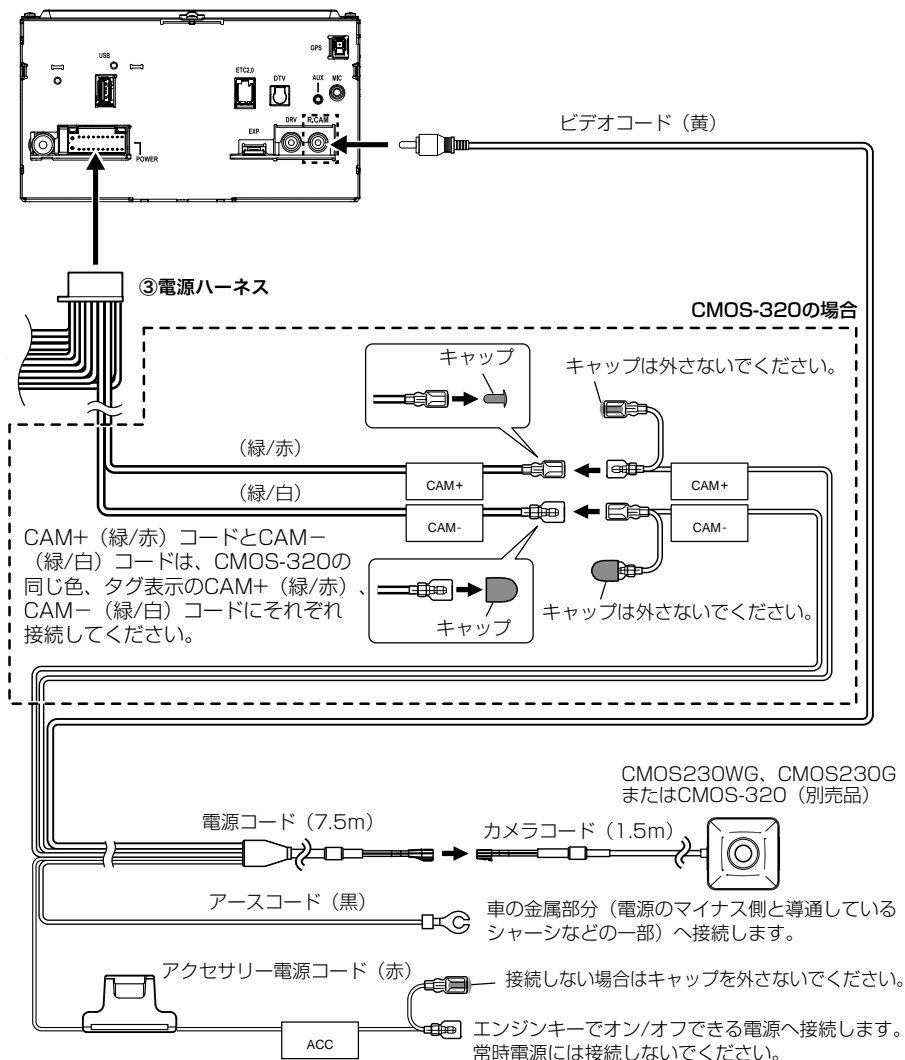 GPS
USB
ETC2.0
DTV
AUX
MIC
EXP
DRV
R.CAM
POWER
ビデオコード（黄）
③電源ハーネス
CMOS-320の場合
キャップ
キャップは外さないでください。
（緑/赤）
CAM+
CAM+
（緑/白）
CAM-
CAM-
CAM+（緑/赤）コードとCAM−
（緑/白）コードは、CMOS-320の
同じ色、タグ表示のCAM+（緑/赤）、
CAM−（緑/白）コードにそれぞれ
接続してください。
キャップ
キャップは外さないでください。
CMOS230WG、CMOS230G
またはCMOS-320（別売品）
電源コード（7.5m）
カメラコード（1.5m）
アースコード（黒）
車の金属部分（電源のマイナス側と導通している
シャーシなどの一部）へ接続します。
アクセサリー電源コード（赤）
接続しない場合はキャップを外さないでください。
ACC
エンジンキーでオン/オフできる電源へ接続します。
常時電源には接続しないでください。